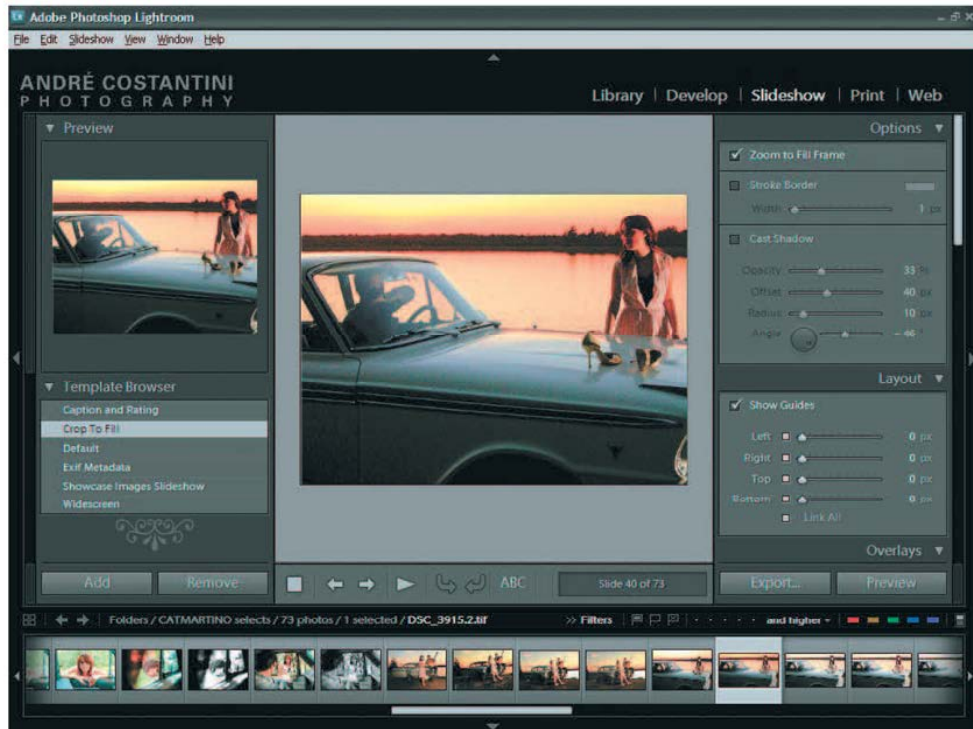 Adobe Photoshop Lightroom
File Edit Slideshow View Window Help
ANDRÉ COSTANTINI
PHOTOGRAPHY
Library | Develop | Slideshow | Print | Web
Preview
Options
Zoom to Fill Frame
Stroke Border
Width 1 px
Cast Shadow
Opacity 33 %
Offset 40 px
Radius 10 px
Angle
Template Browser
Caption and Rating
Crop To Fill
Default
Exif Metadata
Showcase Images Slideshow
Widescreen
Layout
Show Guides
Left 0 px
Right 0 px
Top 0 px
Bottom 0 px
Link All
Overlays
Add Remove
ABC
Slide 40 of 73
Export... Preview
Folders / CATMARTINO selects / 73 photos / 1 selected / DSC_3915.2.tif
>> Filters
and higher